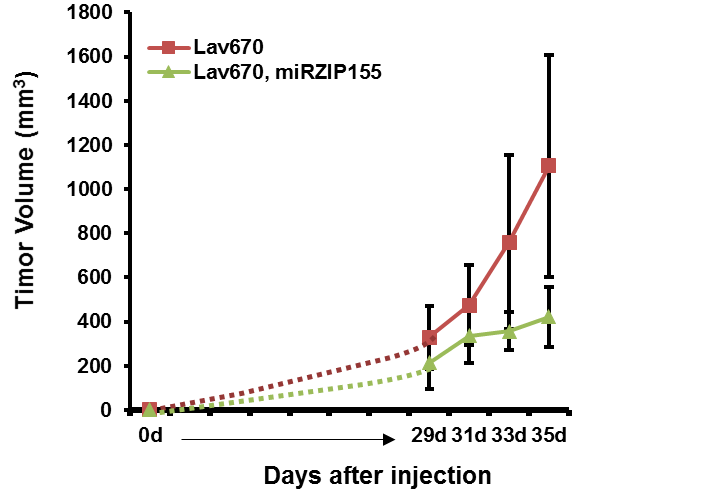 Timor Volume (mm³)
1800
1600
1400
1200
1000
800
600
400
200
0
Lav670
Lav670, miRZIP155
0d
29d 31d 33d 35d
Days after injection